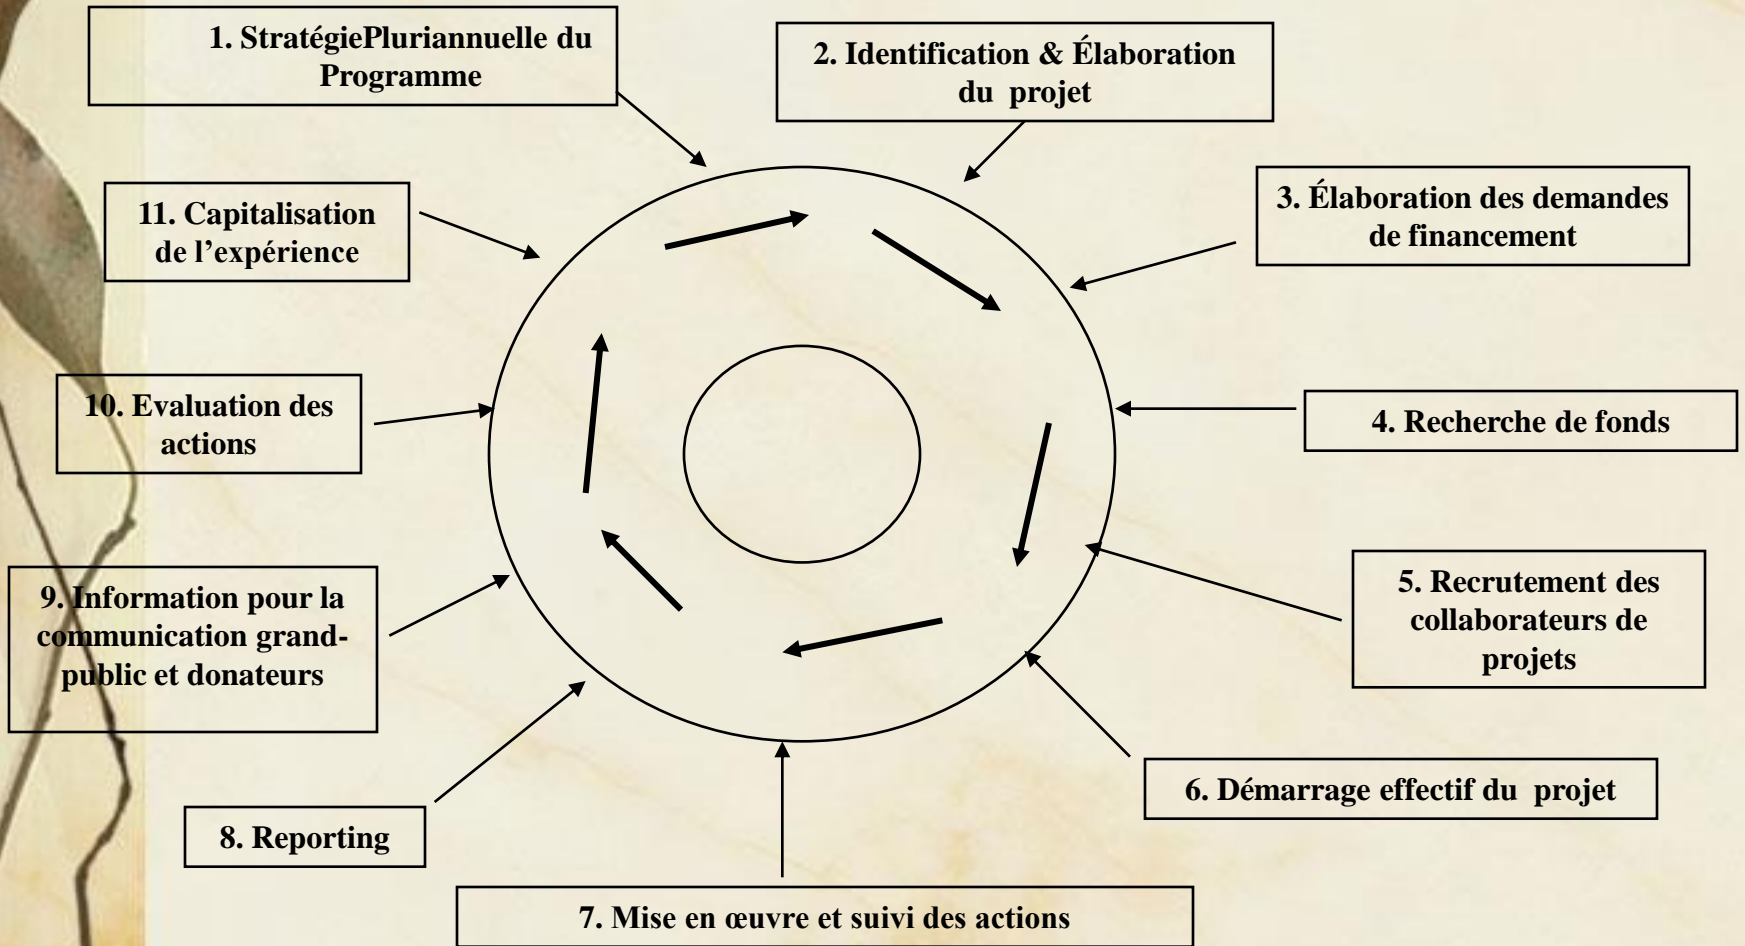 1. StratégiePluriannuelle du
Programme
2. Identification & Élaboration
du projet
3. Élaboration des demandes
de financement
4. Recherche de fonds
5. Recrutement des
collaborateurs de
projets
6. Démarrage effectif du projet
7. Mise en œuvre et suivi des actions
8. Reporting
9. Information pour la
communication grand-
public et donateurs
10. Evaluation des
actions
11. Capitalisation
de l’expérience